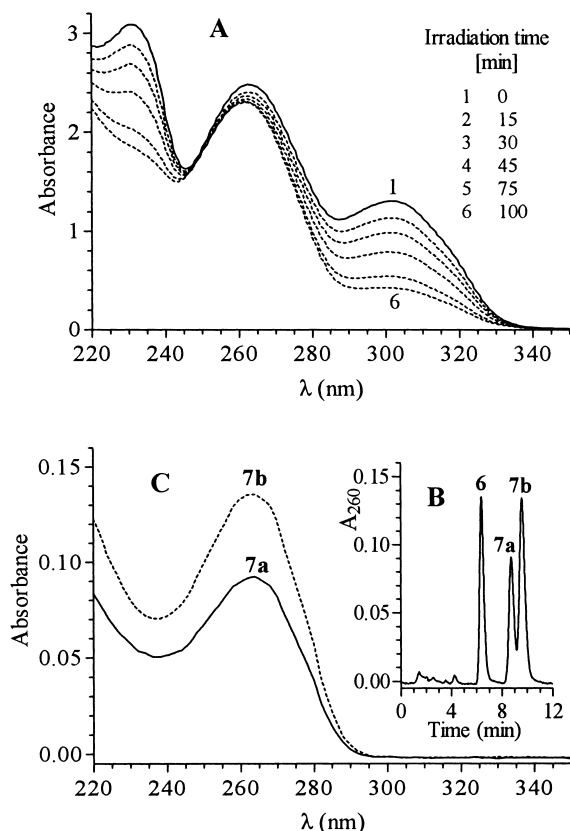 A
Irradiation time
[min]
1 0
2 15
3 30
4 45
5 75
6 100
1
6
Absorbance
3
2
1
0
220 240 260 280 300 320 340
λ (nm)
C
7b
7a
Absorbance
0.15
0.10
0.05
0.00
220 240 260 280 300 320 340
λ (nm)
B
6
7a
7b
A260
0.15
0.10
0.05
0.00
0 4 8 12
Time (min)